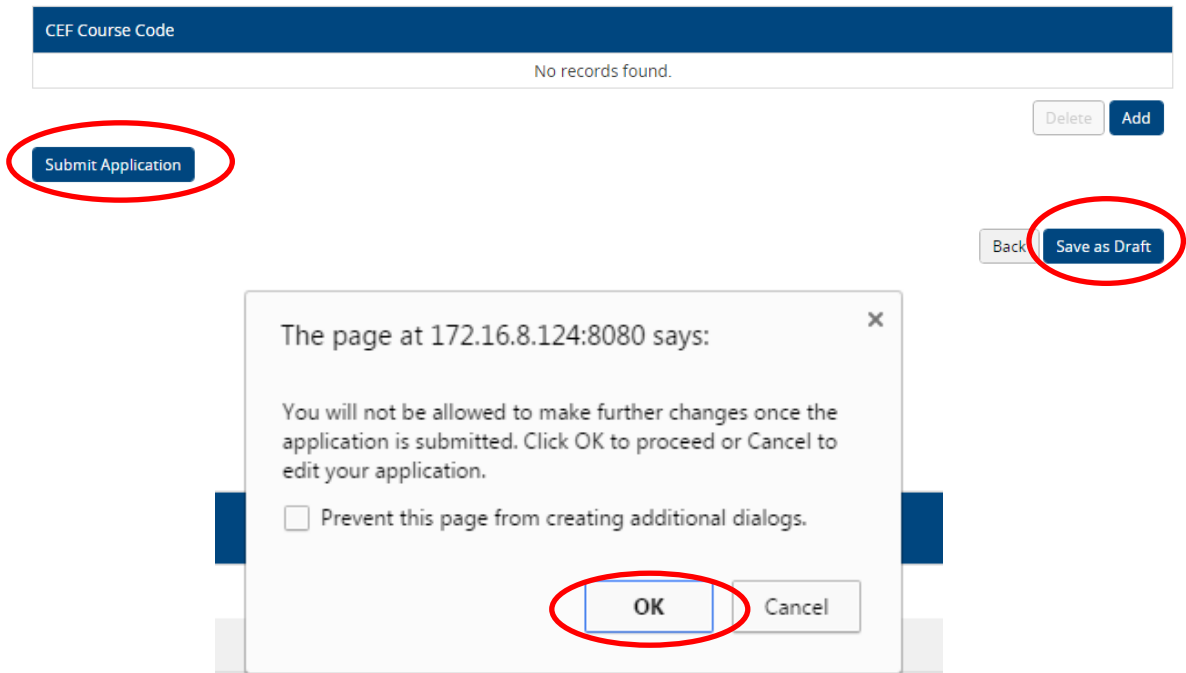 CEF Course Code
No records found.
Delete Add
Submit Application
Back Save as Draft
The page at 172.16.8.124:8080 says:
You will not be allowed to make further changes once the
application is submitted. Click OK to proceed or Cancel to
edit your application.
Prevent this page from creating additional dialogs.
OK Cancel